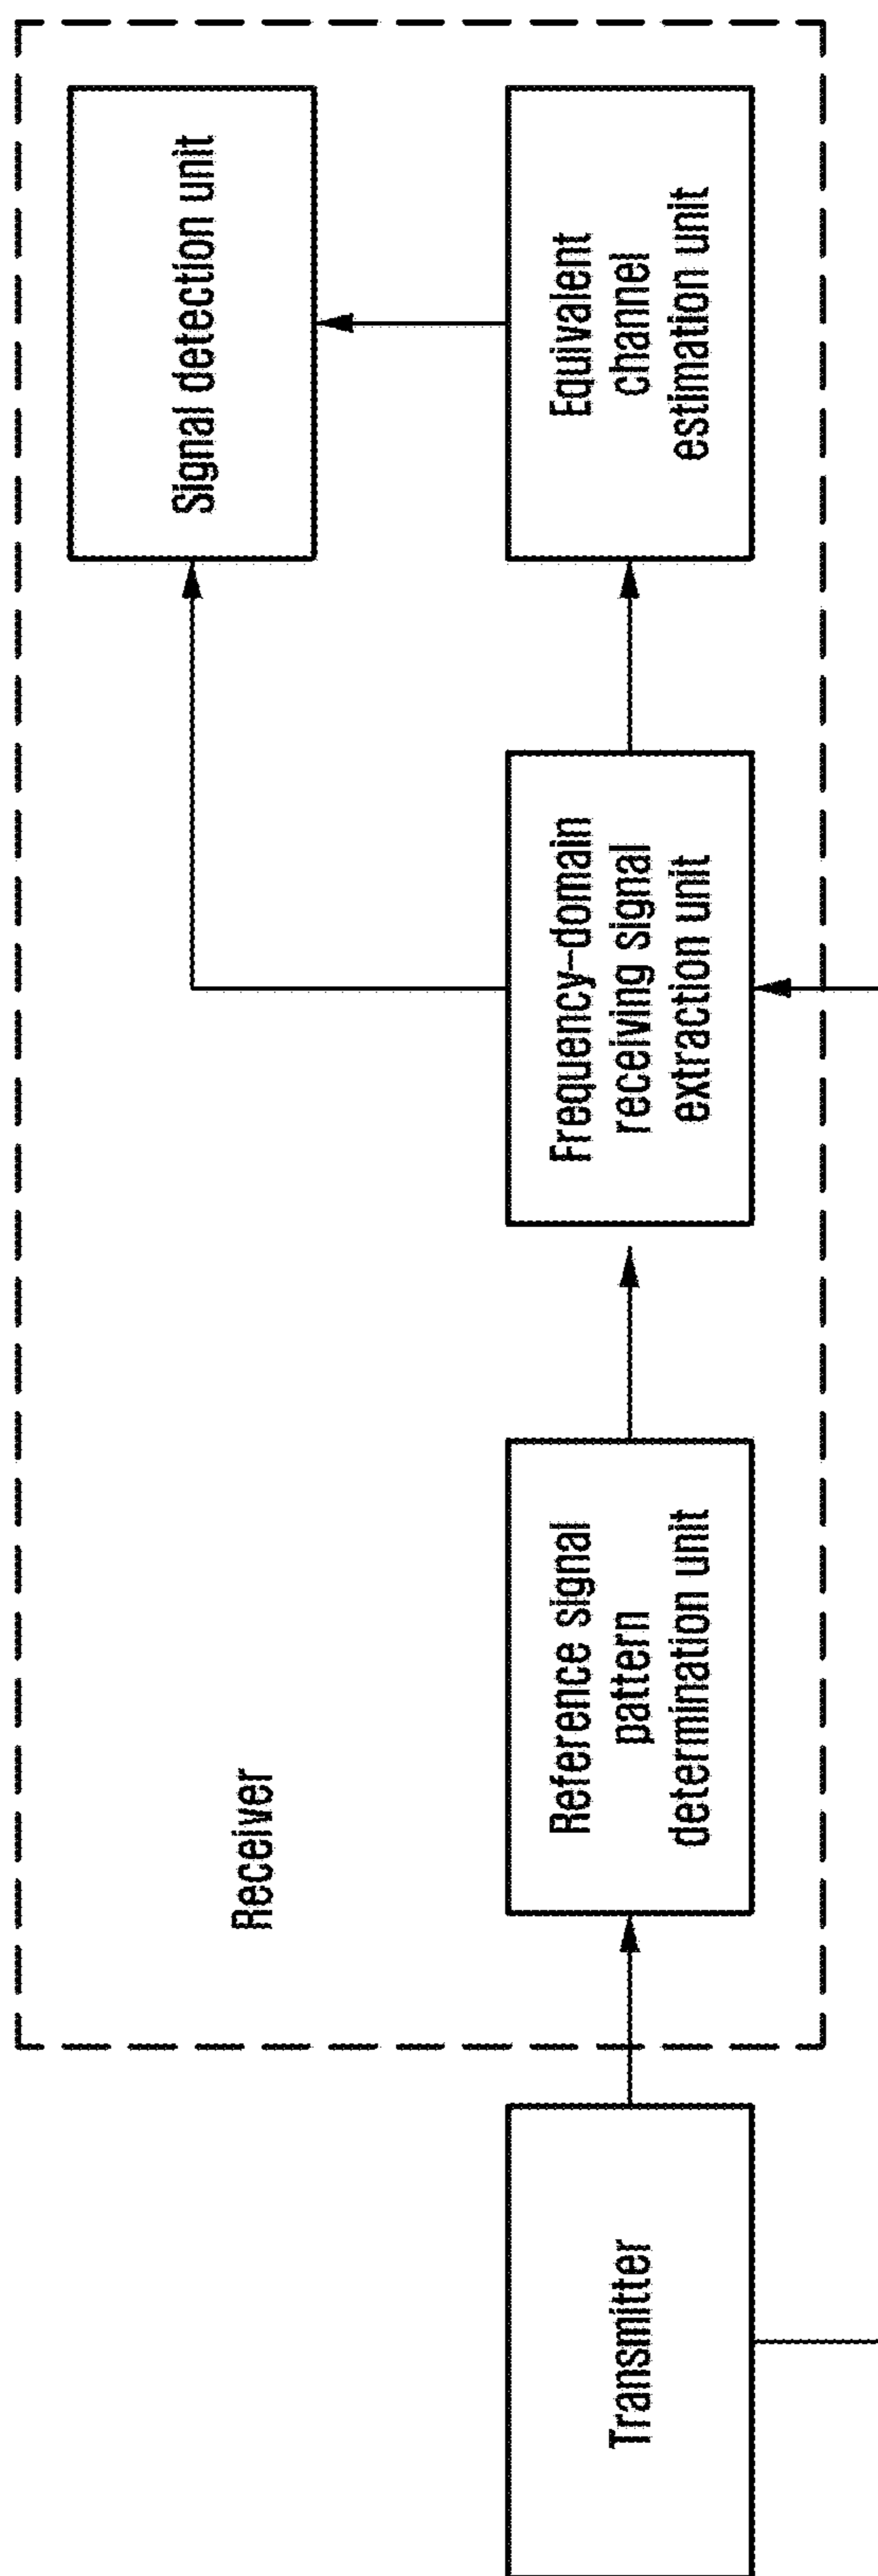 Receiver
Signal detection unit
Transmitter
Reference signal
pattern
determination unit
Frequency-domain
receiving signal
extraction unit
Equivalent
channel
estimation unit